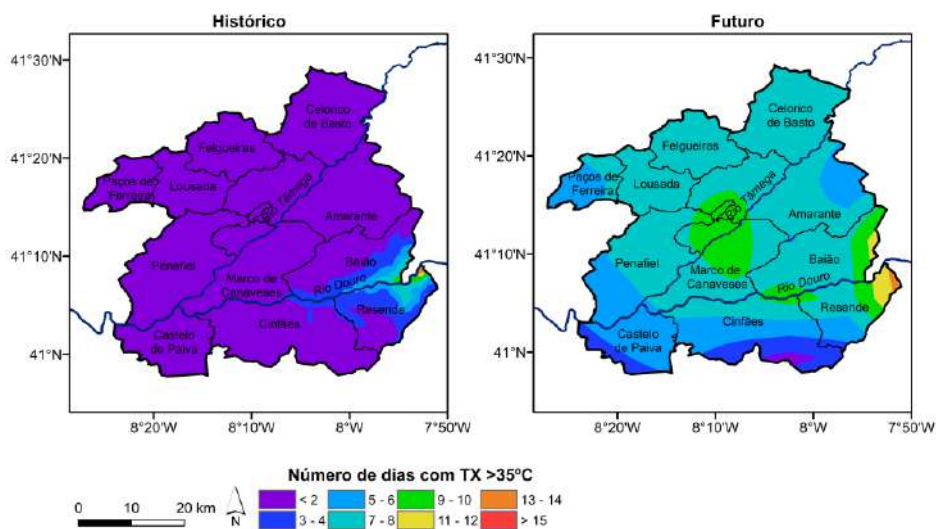 Histórico
Futuro
41°30'N
41°20'N
41°10'N
41°N
8°20'W
8°10'W
8°W
7°50'W
Celorico
de Basto
Felgueiras
Paços de
Ferreira
Lousada
Rio Tâmega
Amarante
Penafiel
Baião
Marco de
Canaveses
Rio Douro
Resende
Cinfães
Castelo
de Paiva
41°30'N
41°20'N
41°10'N
41°N
8°20'W
8°10'W
8°W
7°50'W
Celorico
de Basto
Felgueiras
Paços de
Ferreira
Lousada
Rio Tâmega
Amarante
Penafiel
Baião
Marco de
Canaveses
Rio Douro
Resende
Cinfães
Castelo
de Paiva
Número de dias com TX >35ºC
0 10 20 km
N
< 2
3 - 4
5 - 6
7 - 8
9 - 10
11 - 12
13 - 14
> 15